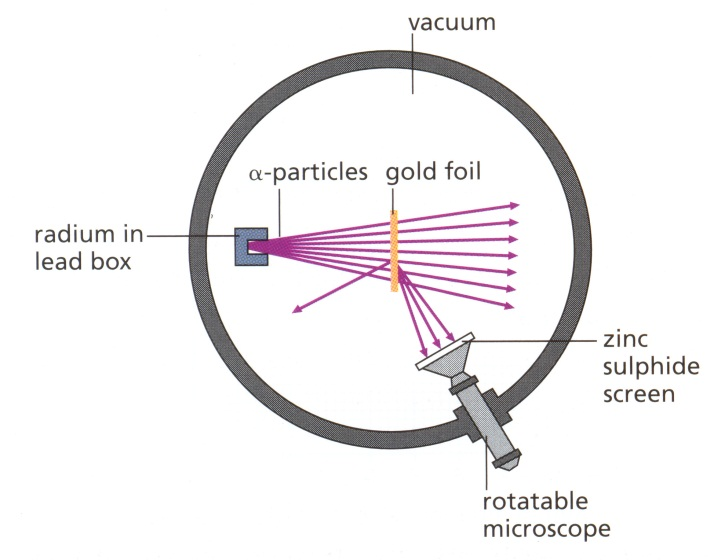 vacuum
α-particles gold foil
radium in
lead box
zinc
sulphide
screen
rotatable
microscope